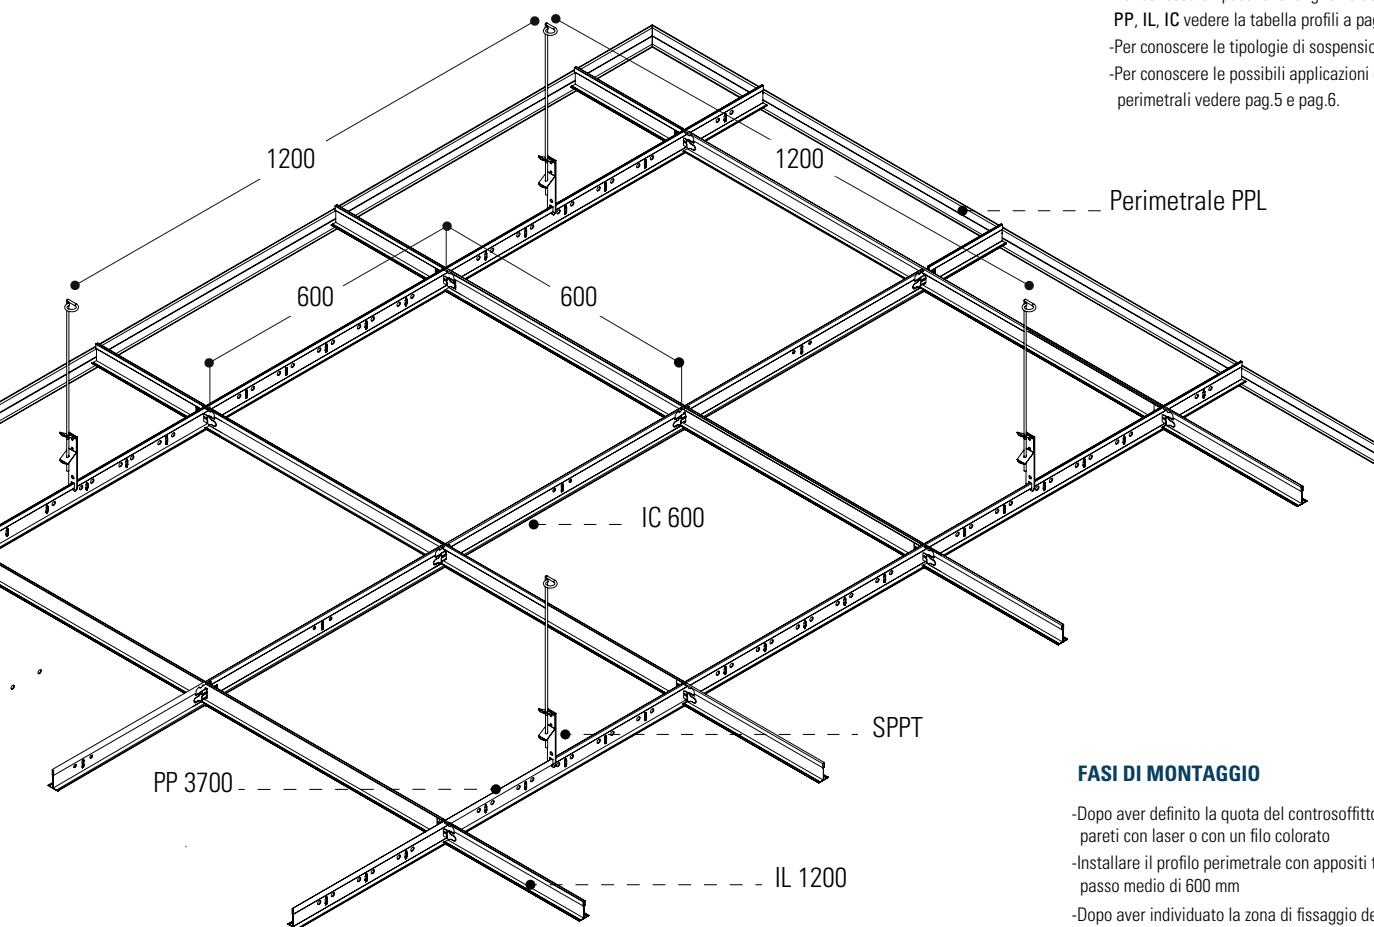 PP, IL, IC vedere la tabella profili a
-Per conoscere le tipologie di
-Per conoscere le possibili applicazioni
perimetrali vedere pag.5 e pag.6.
1200
1200
Perimetrale PPL
600
600
IC 600
SPPT
PP 3700
IL 1200
FASI DI MONTAGGIO
-Dopo aver definito la quota del controsoffitto
pareti con laser o con un filo colorato
-Installare il profilo perimetrale con appositi
passo medio di 600 mm
-Dopo aver individuato la zona di fissaggio